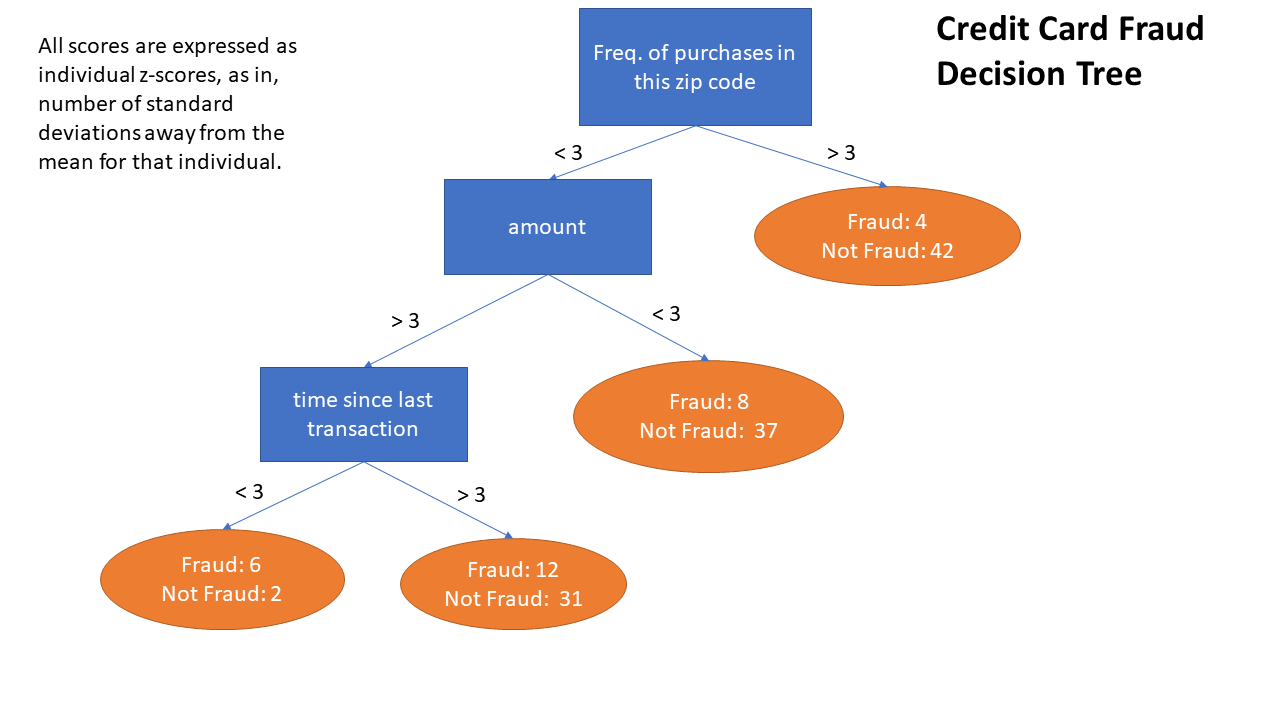 Credit Card Fraud
Decision Tree
All scores are expressed as
individual z-scores, as in,
number of standard
deviations away from the
mean for that individual.
Freq. of purchases in
this zip code
< 3
> 3
amount
Fraud: 4
Not Fraud: 42
> 3
< 3
time since last
transaction
Fraud: 8
Not Fraud: 37
< 3
> 3
Fraud: 6
Not Fraud: 2
Fraud: 12
Not Fraud: 31